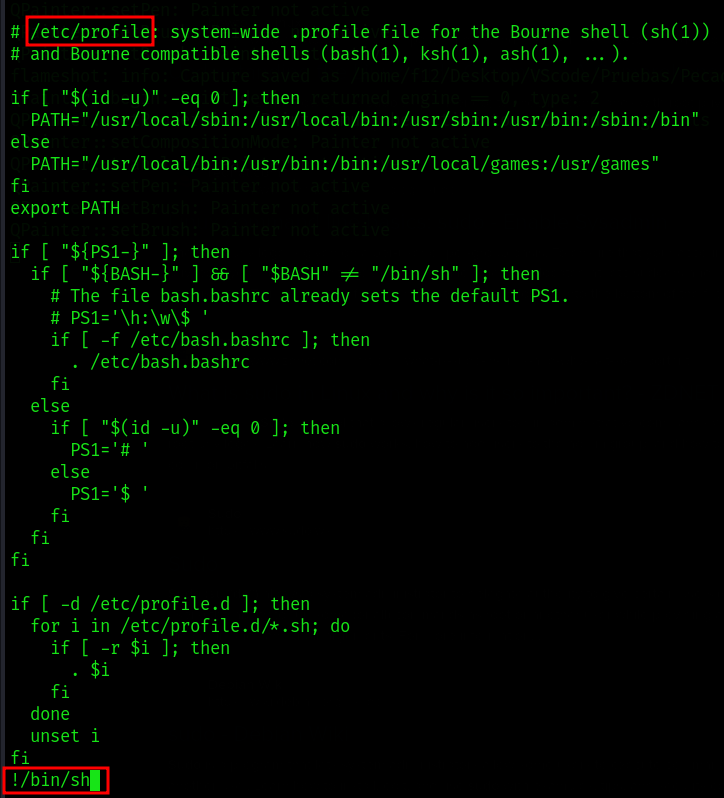 # /etc/profile: system-wide .profile file for the Bourne shell (sh(1))
# and Bourne compatible shells (bash(1), ksh(1), ash(1), ...).

if [ "$(id -u)" -eq 0 ]; then
  PATH="/usr/local/sbin:/usr/local/bin:/usr/sbin:/usr/bin:/sbin:/bin"
else
  PATH="/usr/local/bin:/usr/bin:/bin:/usr/local/games:/usr/games"
fi
export PATH

if [ "${PS1-}" ]; then
  if [ "${BASH-}" ] && [ "$BASH" != "/bin/sh" ]; then
    # The file bash.bashrc already sets the default PS1.
    # PS1='\h:\w\$ '
    if [ -f /etc/bash.bashrc ]; then
      . /etc/bash.bashrc
    fi
  else
    if [ "$(id -u)" -eq 0 ]; then
      PS1='# '
    else
      PS1='$ '
    fi
  fi
fi

if [ -d /etc/profile.d ]; then
  for i in /etc/profile.d/*.sh; do
    if [ -r $i ]; then
      . $i
    fi
  done
  unset i
fi
!/bin/sh